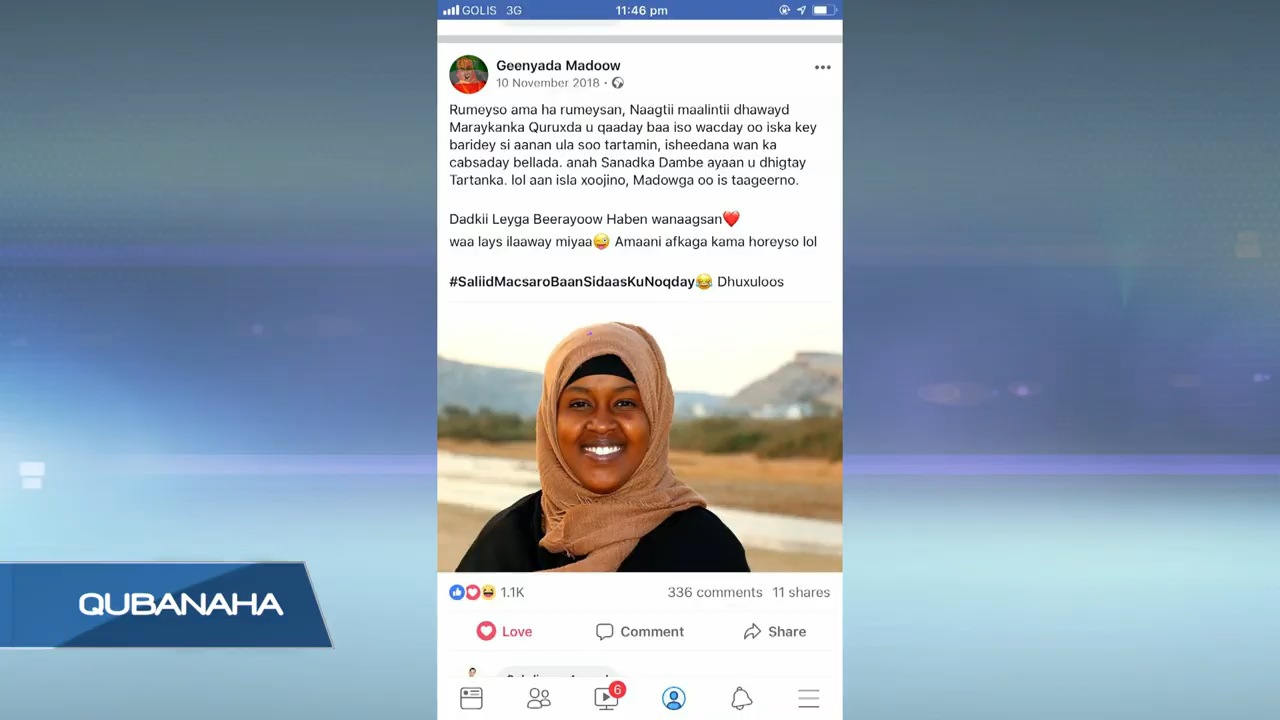 GOLIS 3G 11:46 pm
Geenyada Madoow
10 November 2018 ·
Rumeyso ama ha rumeysan, Naagtii maalintii dhawayd
Maraykanka Quruxda u qaaday baa iso wacday oo iska key
baridey si aanan ula soo tartamin, isheedana wan ka
cabsaday bellada. anah Sanadka Dambe ayaan u dhigtay
Tartanka. lol aan isla xoojino, Madowga oo is taageerno.
Dadkii Leyga Beerayoow Haben wanaagsan❤️
waa lays ilaaway miyaa😜 Amaani afkaga kama horeyso lol
#SaliidMacsaroBaanSidaasKuNoqday😂 Dhuxuloos
1.1K 336 comments 11 shares
Love Comment Share
6
QUBANAHA